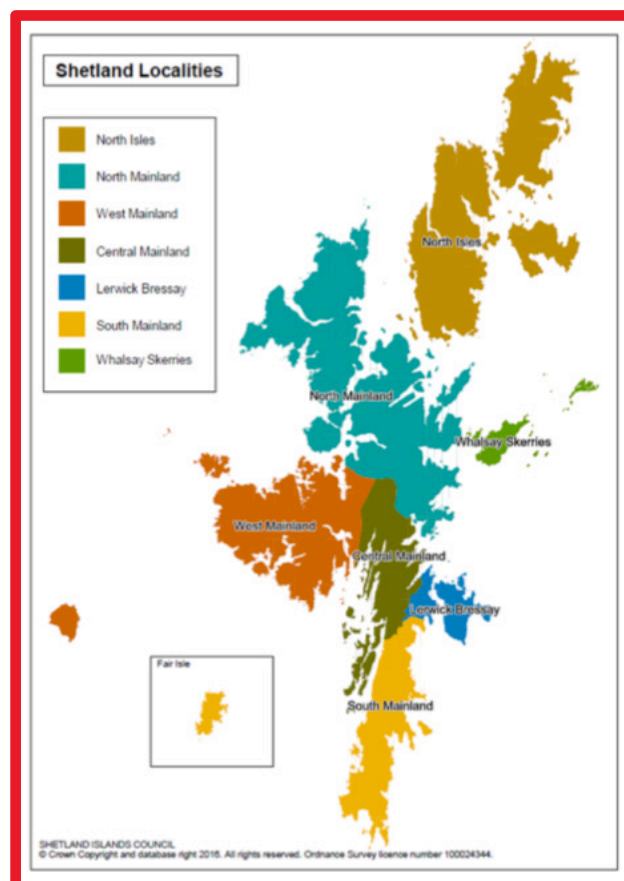 Shetland Localities
North Isles
North Mainland
West Mainland
Central Mainland
Lerwick Bressay
South Mainland
Whalsay Skerries
North Isles
North Mainland
Whalsay Skerries
West Mainland
Central Mainland
Lerwick Bressay
Fair Isle
South Mainland
SHETLAND ISLANDS COUNCIL
© Crown Copyright and database right 2016. All rights reserved. Ordnance Survey licence number 100024344.